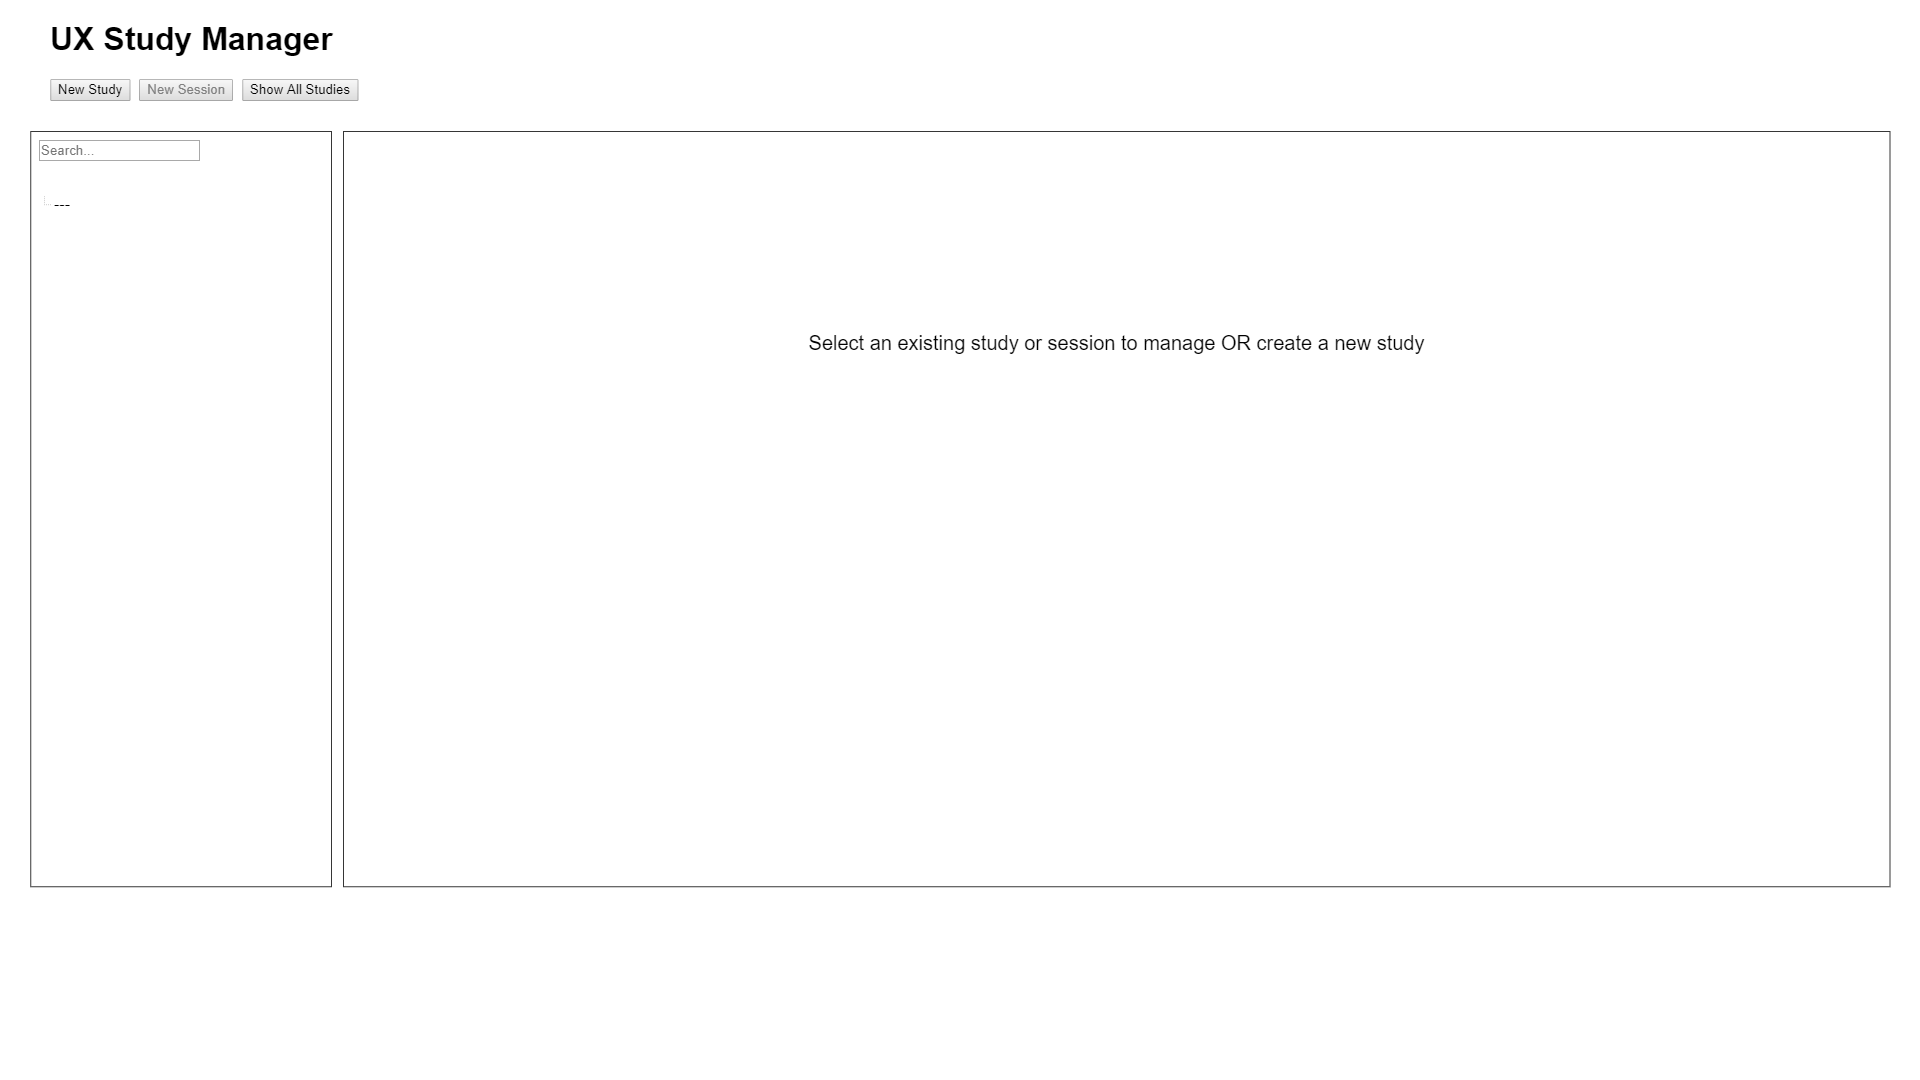 UX Study Manager
New Study New Session Show All Studies
Search...
---
Select an existing study or session to manage OR create a new study